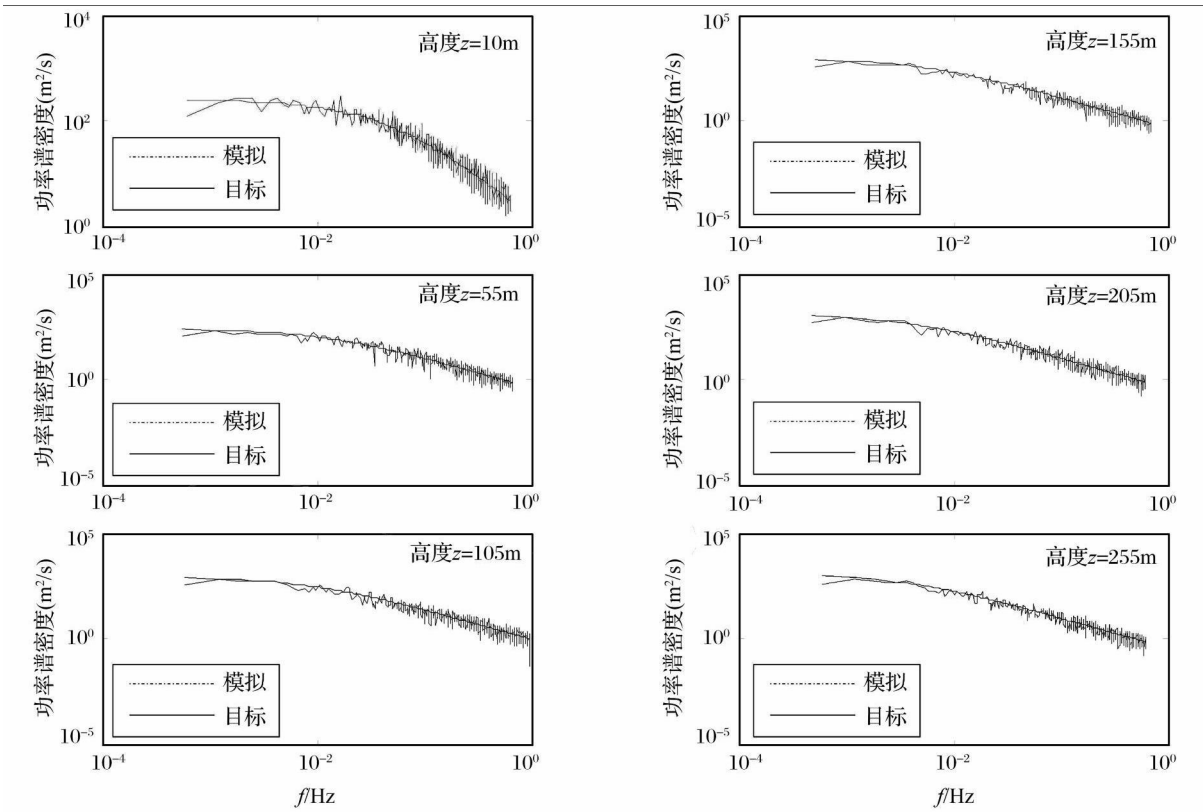 功率谱密度(m²/s)
10⁴
10²
10⁰
高度z=10m
模拟
目标
10⁻⁴
10⁻²
10⁰
功率谱密度(m²/s)
10⁵
10⁰
10⁻⁵
高度z=155m
模拟
目标
10⁻⁴
10⁻²
10⁰
功率谱密度(m²/s)
10⁵
10⁰
10⁻⁵
高度z=55m
模拟
目标
10⁻⁴
10⁻²
10⁰
功率谱密度(m²/s)
10⁵
10⁰
10⁻⁵
高度z=205m
模拟
目标
10⁻⁴
10⁻²
10⁰
功率谱密度(m²/s)
10⁵
10⁰
10⁻⁵
高度z=105m
模拟
目标
10⁻⁴
10⁻²
10⁰
f/Hz
功率谱密度(m²/s)
10⁵
10⁰
10⁻⁵
高度z=255m
模拟
目标
10⁻⁴
10⁻²
10⁰
f/Hz